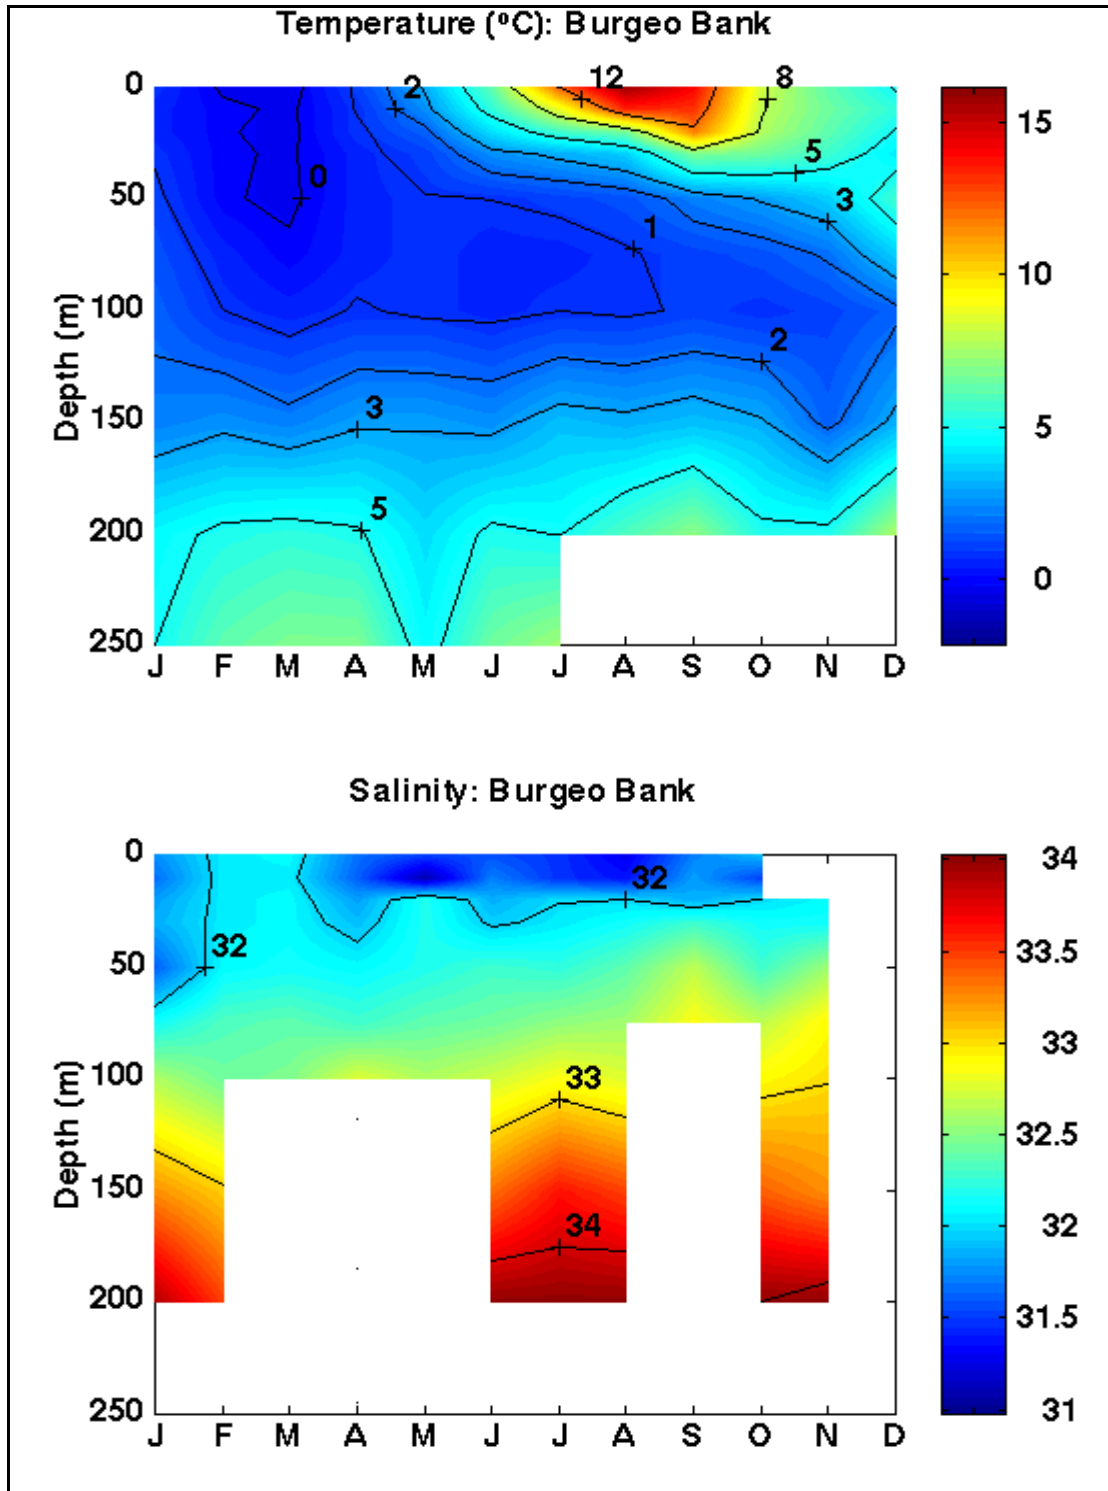 Temperature (ºC): Burgeo Bank
0 2 12 8 15
5
50 0 3
1 10
100
2
150 3 5
5
200
0
250
J F M A M J J A S O N D
Depth (m)
Salinity: Burgeo Bank
0 34
32
50 32 33.5
100 33 33
32.5
150
34 32
200 31.5
250 31
J F M A M J J A S O N D
Depth (m)